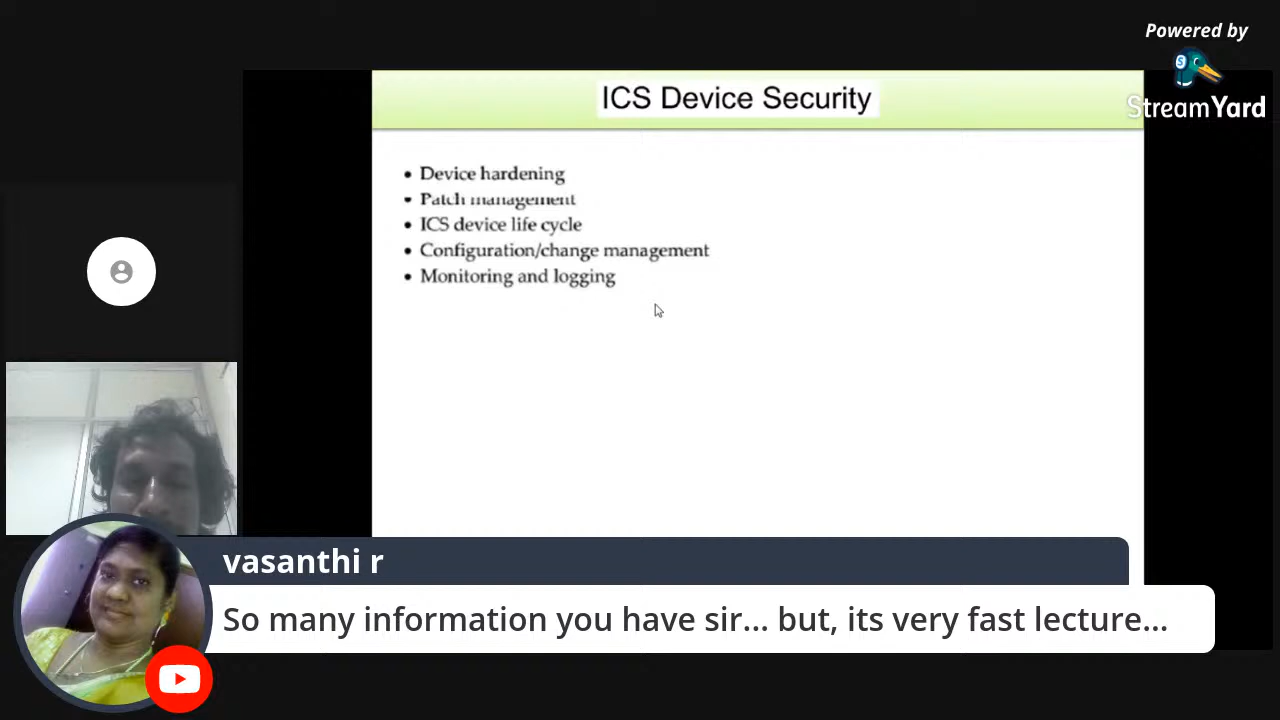 Powered by
StreamYard
ICS Device Security
• Device hardening
• Patch management
• ICS device life cycle
• Configuration/change management
• Monitoring and logging
vasanthi r
So many information you have sir... but, its very fast lecture...